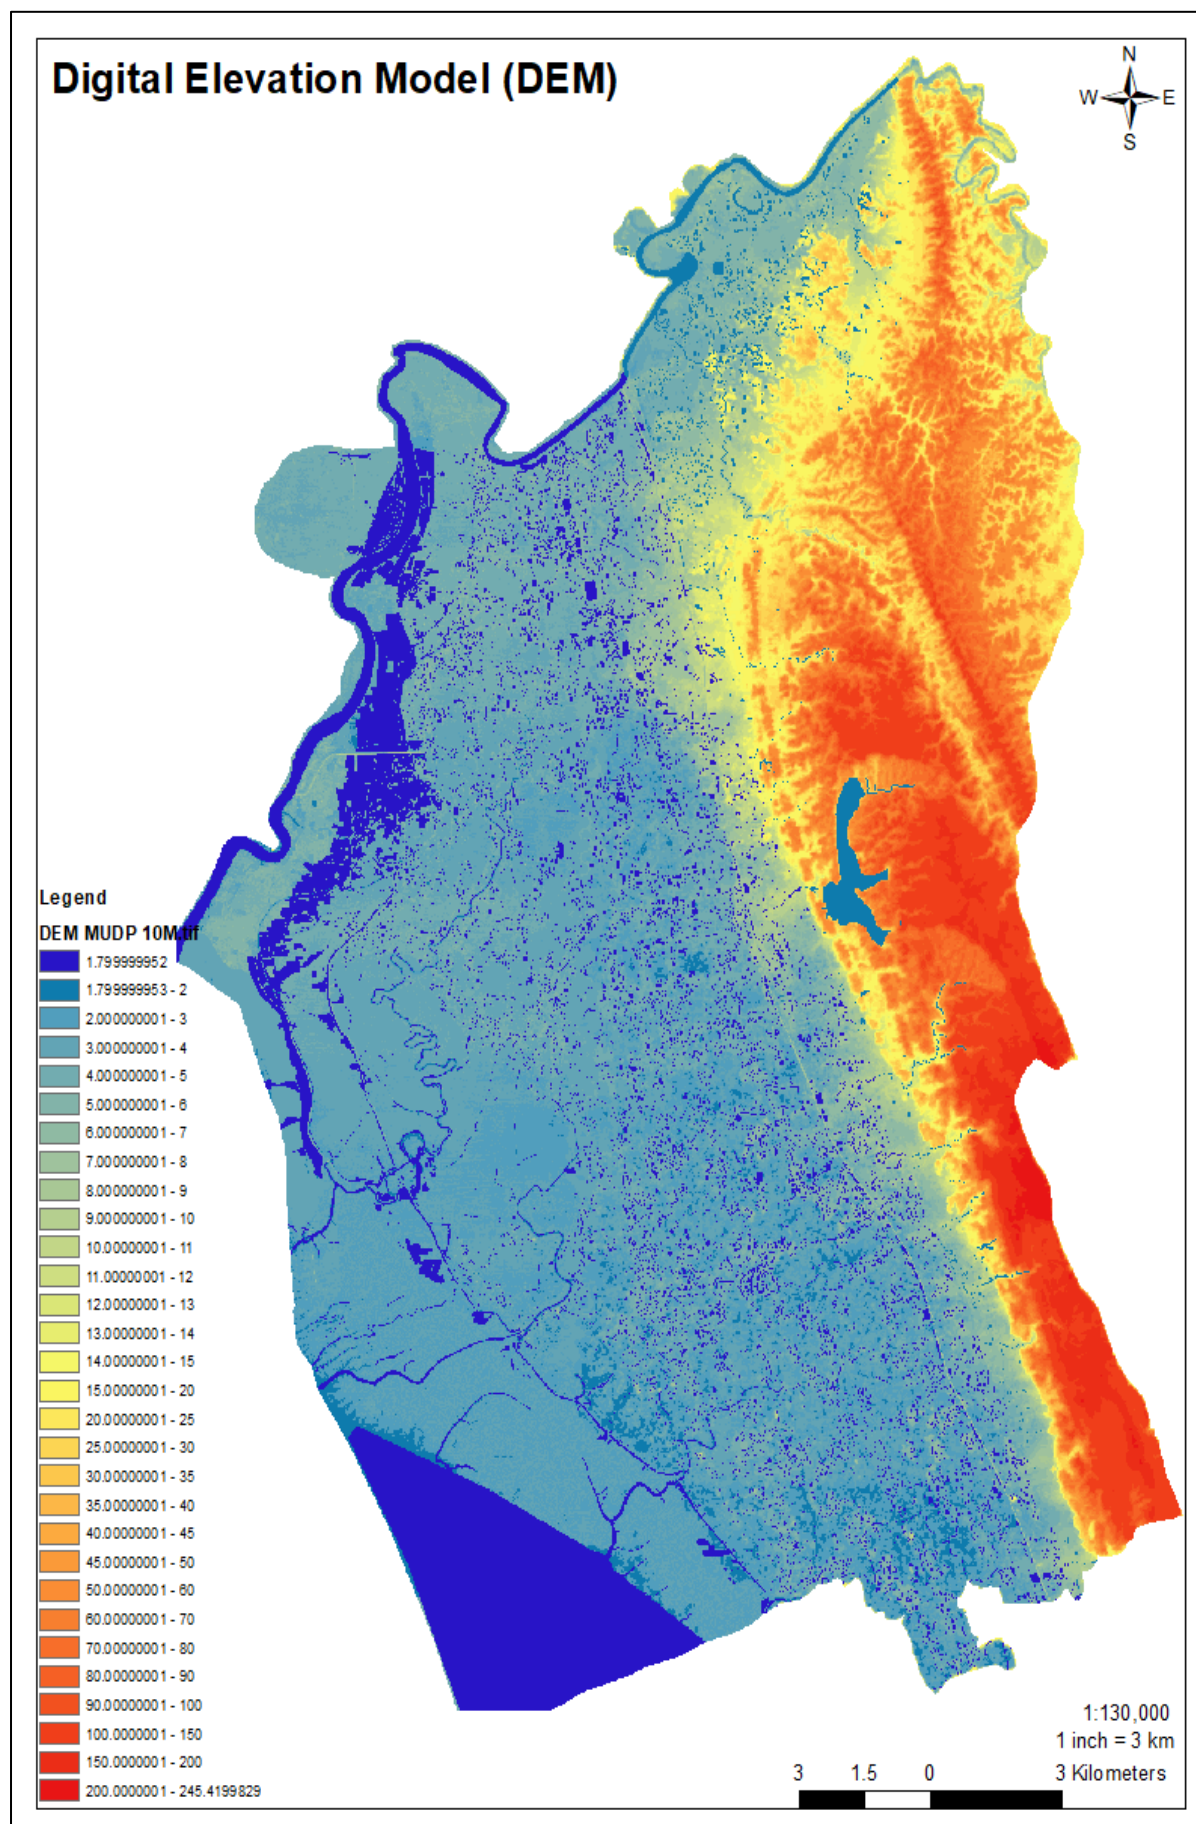 Digital Elevation Model (DEM)
N
W E
S
Legend
DEM MUDP 10M.tif
1.799999952
1.799999953 - 2
2.000000001 - 3
3.000000001 - 4
4.000000001 - 5
5.000000001 - 6
6.000000001 - 7
7.000000001 - 8
8.000000001 - 9
9.000000001 - 10
10.00000001 - 11
11.00000001 - 12
12.00000001 - 13
13.00000001 - 14
14.00000001 - 15
15.00000001 - 20
20.00000001 - 25
25.00000001 - 30
30.00000001 - 35
35.00000001 - 40
40.00000001 - 45
45.00000001 - 50
50.00000001 - 60
60.00000001 - 70
70.00000001 - 80
80.00000001 - 90
90.00000001 - 100
100.0000001 - 150
150.0000001 - 200
200.0000001 - 245.4199829
1:130,000
1 inch = 3 km
3 1.5 0 3 Kilometers